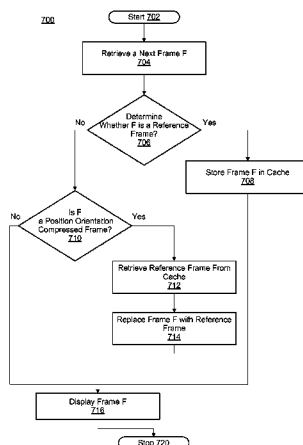 700
Start 702
Retrieve a Next Frame F
704
Determine
Whether F is a Reference
Frame?
706
No
Yes
Store Frame F in Cache
708
No
Is F
a Position Orientation
Compressed Frame?
710
Yes
Retrieve Reference Frame From
Cache
712
Replace Frame F with Reference
Frame
714
Display Frame F
716
Stop 720